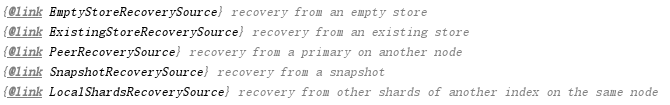 {@link EmptyStoreRecoverySource} recovery from an empty store
{@link ExistingStoreRecoverySource} recovery from an existing store
{@link PeerRecoverySource} recovery from a primary on another node
{@link SnapshotRecoverySource} recovery from a snapshot
{@link LocalShardsRecoverySource} recovery from other shards of another index on the same node